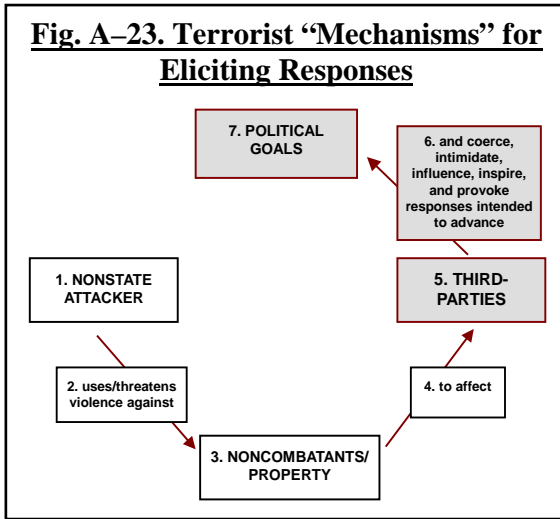 Fig. A–23. Terrorist “Mechanisms” for
Eliciting Responses
1. NONSTATE
ATTACKER
2. uses/threatens
violence against
3. NONCOMBATANTS/
PROPERTY
4. to affect
5. THIRD-
PARTIES
6. and coerce,
intimidate,
influence, inspire,
and provoke
responses intended
to advance
7. POLITICAL
GOALS